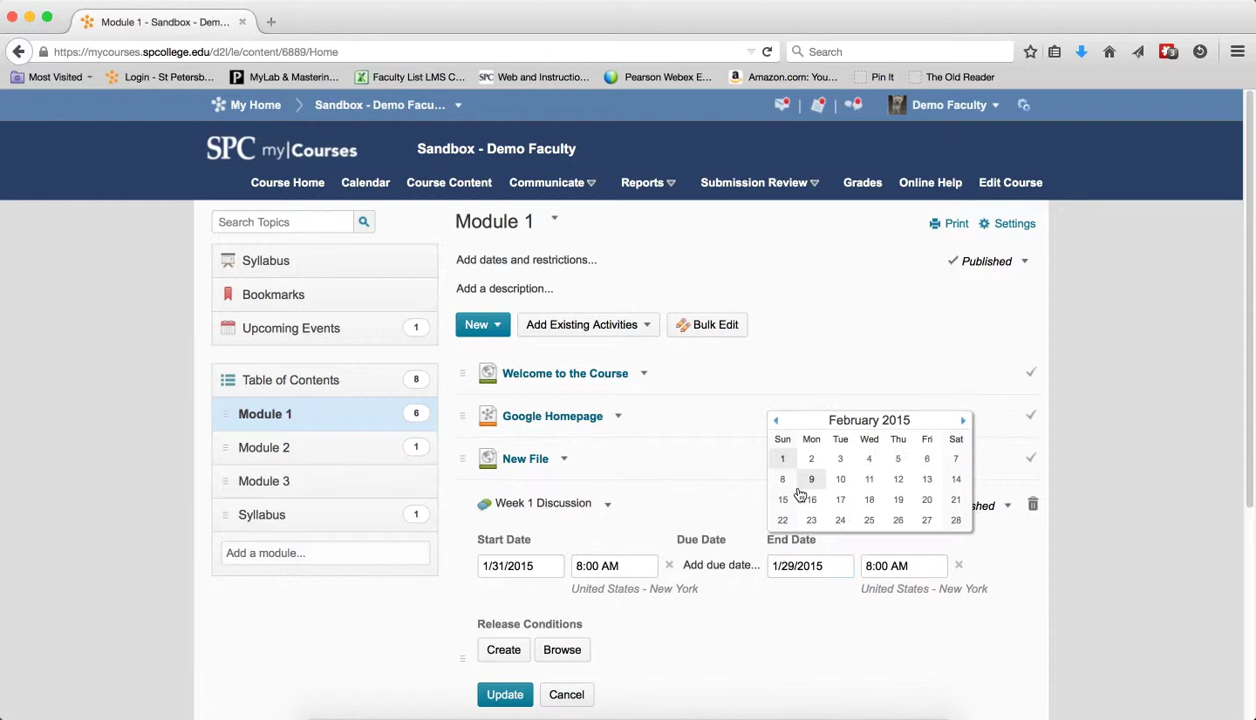 Module 1 - Sandbox - Dem...
https://mycourses.spcollege.edu/d2l/le/content/6889/Home
Search
Most Visited
Login - St Petersb...
MyLab & Mastering...
Faculty List LMS C...
SPC Web and Instructio...
Pearson Webex E...
Amazon.com: You...
Pin It
The Old Reader
My Home
Sandbox - Demo Facu...
Demo Faculty
SPC my|Courses
Sandbox - Demo Faculty
Course Home Calendar Course Content Communicate Reports Submission Review Grades Online Help Edit Course
Search Topics
Syllabus
Bookmarks
Upcoming Events 1
Table of Contents 8
Module 1 6
Module 2 1
Module 3
Syllabus 1
Add a module...
Module 1
Print Settings
Add dates and restrictions...
Published
Add a description...
New Add Existing Activities Bulk Edit
Welcome to the Course
Google Homepage
New File
Week 1 Discussion
February 2015
Sun Mon Tue Wed Thu Fri Sat
1 2 3 4 5 6 7
8 9 10 11 12 13 14
15 16 17 18 19 20 21
22 23 24 25 26 27 28
Start Date Due Date End Date
1/31/2015 8:00 AM Add due date... 1/29/2015 8:00 AM
United States - New York United States - New York
Release Conditions
Create Browse
Update Cancel